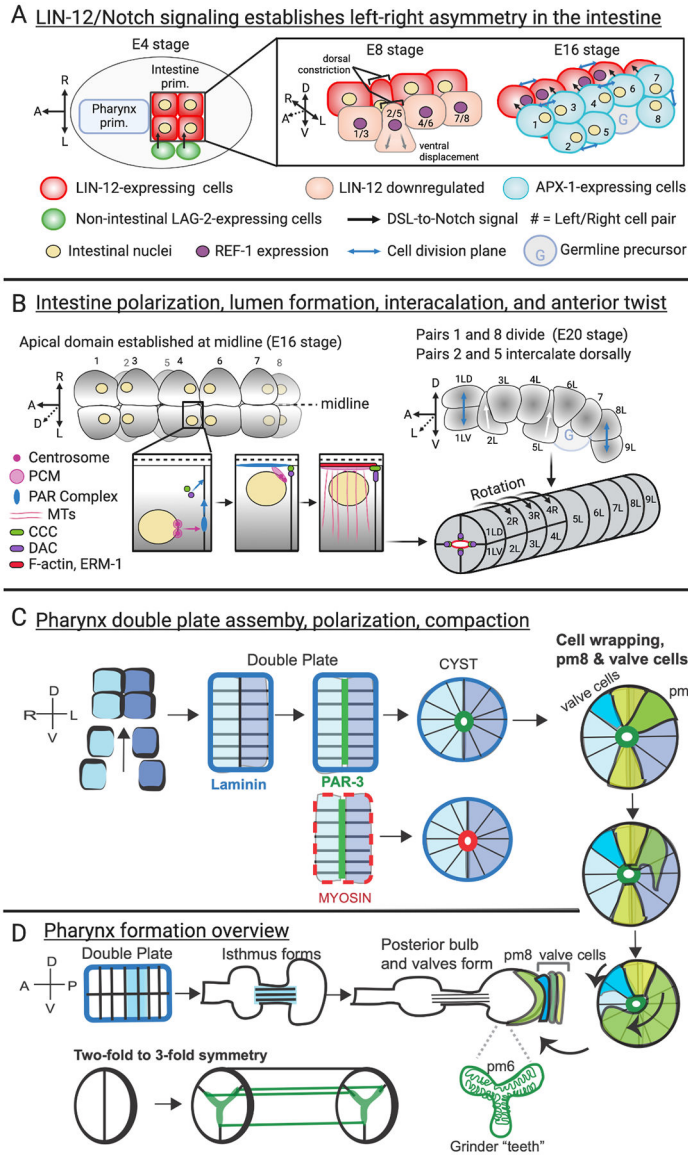 A LIN-12/Notch signaling establishes left-right asymmetry in the intestine
E4 stage
E8 stage
E16 stage
Intestine
prim.
Pharynx
prim.
R
A
L
dorsal
constriction
D
R
A
L
V
1/3
2/5
4/6
7/8
ventral
displacement
1
2
3
4
5
6
7
8
G
LIN-12-expressing cells
LIN-12 downregulated
APX-1-expressing cells
Non-intestinal LAG-2-expressing cells
DSL-to-Notch signal
# = Left/Right cell pair
Intestinal nuclei
REF-1 expression
Cell division plane
G
Germline precursor
B Intestine polarization, lumen formation, interacalation, and anterior twist
Apical domain established at midline (E16 stage)
Pairs 1 and 8 divide (E20 stage)
Pairs 2 and 5 intercalate dorsally
1 2 3 5 4 6 7 8
R
A
D
L
midline
D
A
L
V
1LD
3L
4L
6L
7
8L
1LV
2L
5L
G
9L
Centrosome
PCM
PAR Complex
MTs
CCC
DAC
F-actin, ERM-1
Rotation
2R
3R
4R
1LD
1LV
2L
3L
4L
5L
6L
7L
8L
9L
C Pharynx double plate assemby, polarization, compaction
Double Plate
CYST
Cell wrapping,
pm8 & valve cells
valve cells
pm
D
R
L
V
Laminin
PAR-3
MYOSIN
D Pharynx formation overview
D
A
P
V
Double Plate
Isthmus forms
Posterior bulb
and valves form
pm8
valve cells
Two-fold to 3-fold symmetry
pm6
Grinder “teeth”